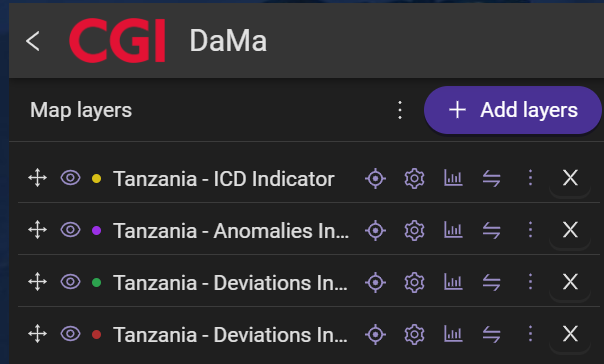 CGI DaMa
Map layers + Add layers
Tanzania - ICD Indicator X
Tanzania - Anomalies In... X
Tanzania - Deviations In... X
Tanzania - Deviations In... X